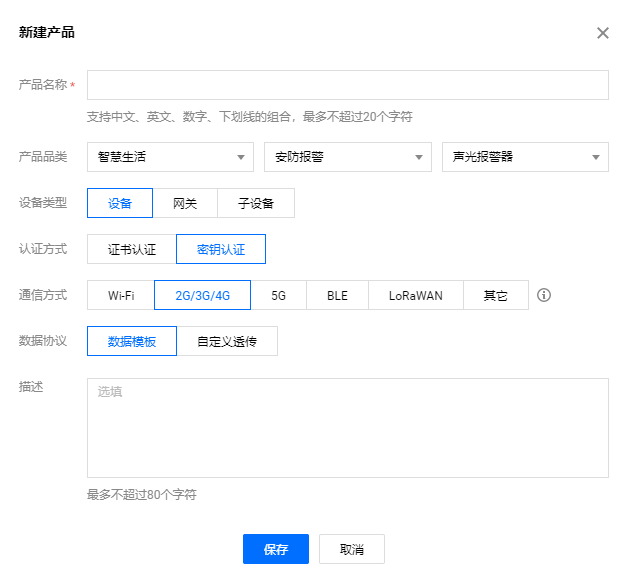 新建产品
产品名称 *
支持中文、英文、数字、下划线的组合，最多不超过20个字符
产品品类 智慧生活 安防报警 声光报警器
设备类型 设备 网关 子设备
认证方式 证书认证 密钥认证
通信方式 Wi-Fi 2G/3G/4G 5G BLE LoRaWAN 其它
数据协议 数据模板 自定义透传
描述 选填
最多不超过80个字符
保存 取消